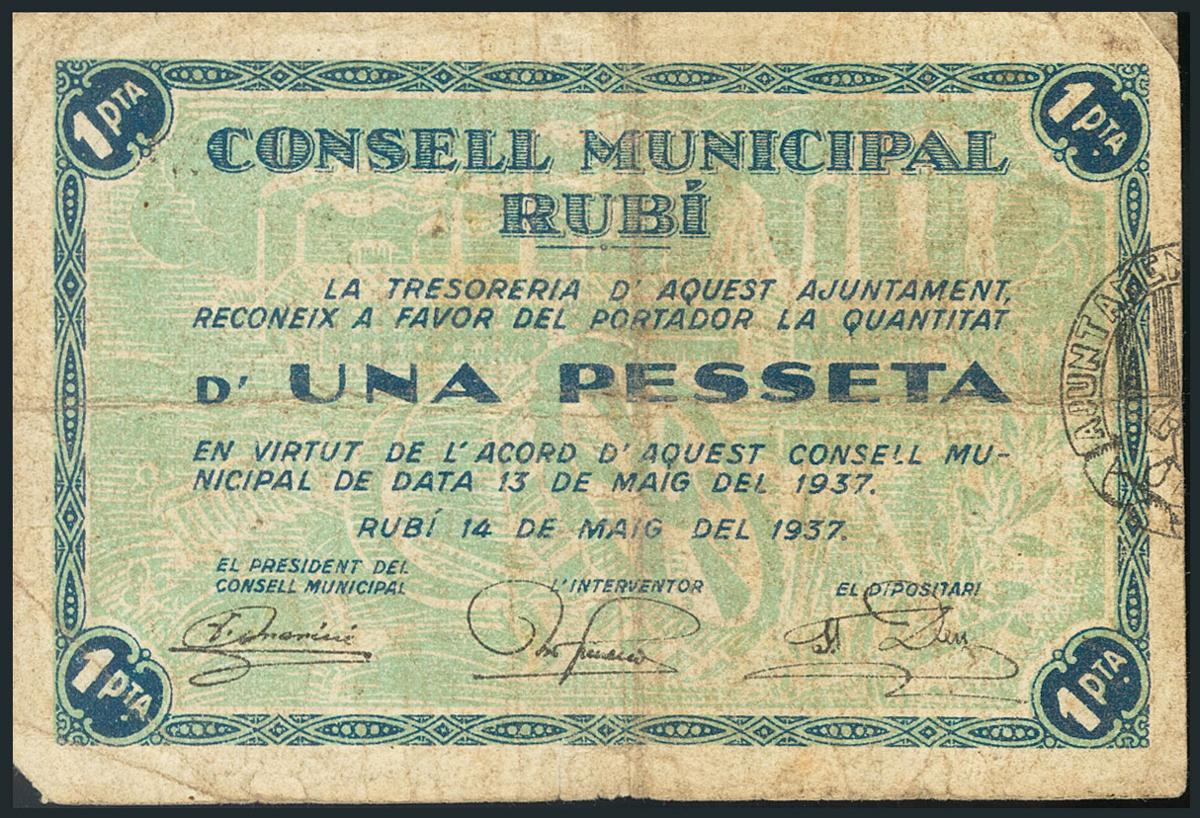 1 PTA
1 PTA
CONSELL MUNICIPAL
RUBÍ
LA TRESORERIA D' AQUEST AJUNTAMENT,
RECONEIX A FAVOR DEL PORTADOR LA QUANTITAT
D' UNA PESSETA
EN VIRTUT DE L'ACORD D'AQUEST CONSELL MU-
NICIPAL DE DATA 13 DE MAIG DEL 1937.
RUBÍ 14 DE MAIG DEL 1937.
EL PRESIDENT DEL
CONSELL MUNICIPAL
L'INTERVENTOR
EL DIPOSITARI
1 PTA
1 PTA